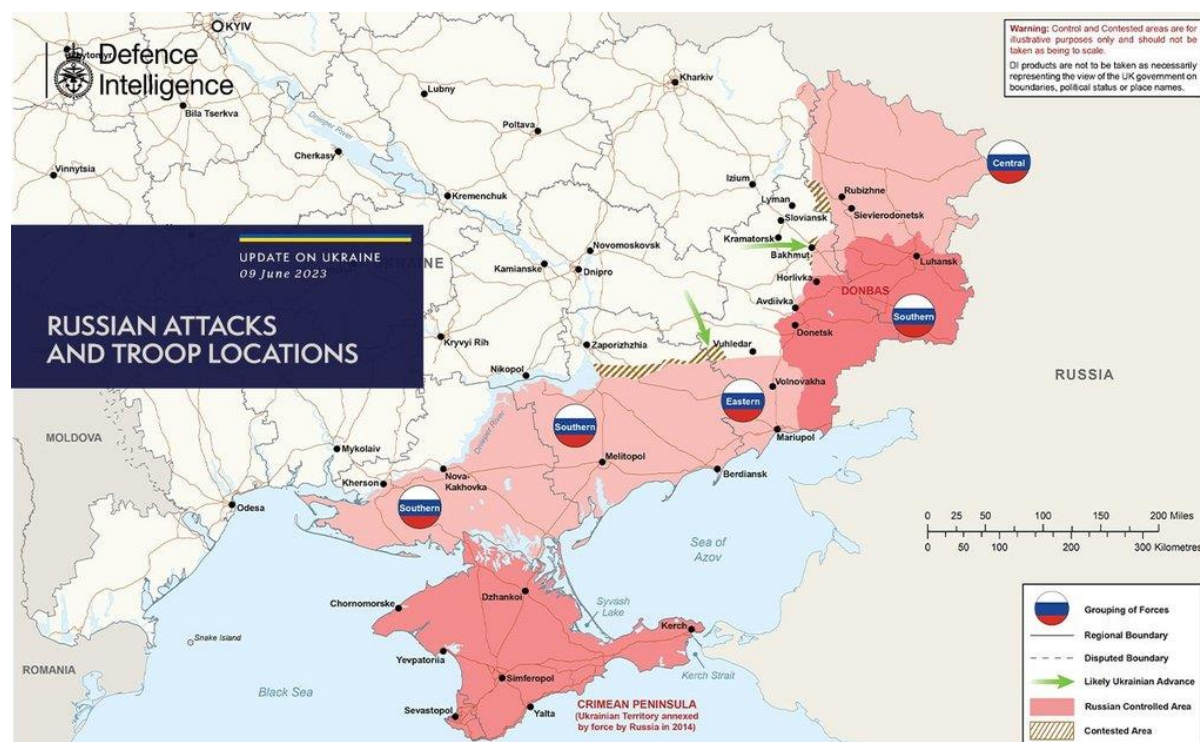 KYIV
Defence
Intelligence
Warning: Control and Contested areas are for
illustrative purposes only and should not be
taken as being to scale.
DI products are not to be taken as necessarily
representing the view of the UK government on
boundaries, political status or place names.
Kharkiv
Lubny
Bila Tserkva
Dnieper River
Poltava
Cherkasy
Vinnytsia
Central
Izium
Kremenchuk
Rubizhne
Lyman
Sievierodonetsk
Sloviansk
UPDATE ON UKRAINE
09 June 2023
Kramatorsk
Novomoskovsk
Bakhmut
Luhansk
Kamianske
Dnipro
Horlivka
DONBAS
Avdiivka
Southern
RUSSIAN ATTACKS
AND TROOP LOCATIONS
Donetsk
Kryvyi Rih
Zaporizhzhia
Vuhledar
Nikopol
RUSSIA
Volnovakha
Eastern
Southern
MOLDOVA
Dnieper River
Mariupol
Mykolaiv
Melitopol
Berdiansk
Nova-
Kakhovka
Kherson
Southern
Odesa
0 25 50 100 150 200 Miles
0 50 100 200 300 Kilometres
Sea of
Azov
Dzhankoi
Chornomorske
Syvash
Lake
Grouping of Forces
Kerch
Regional Boundary
Snake Island
Yevpatoriia
Disputed Boundary
ROMANIA
Kerch Strait
Simferopol
Likely Ukrainian Advance
Black Sea
CRIMEAN PENINSULA
(Ukrainian Territory annexed
by force by Russia in 2014)
Russian Controlled Area
Sevastopol
Yalta
Contested Area